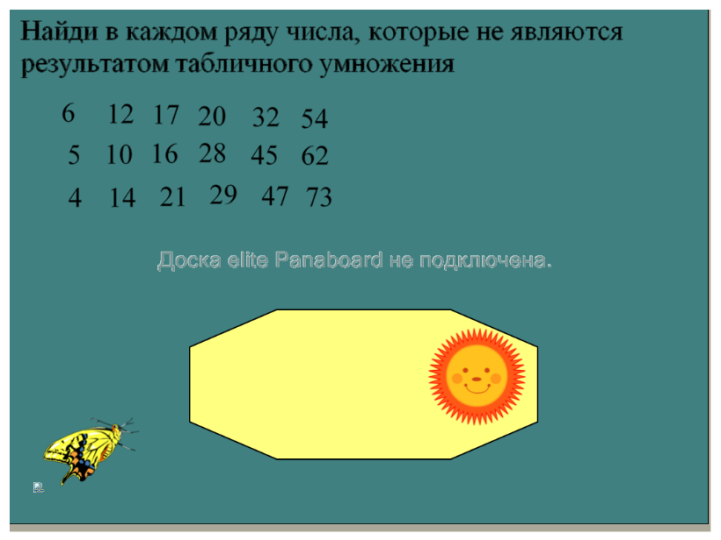 Найди в каждом ряду числа, которые не являются
результатом табличного умножения
6 12 17 20 32 54
5 10 16 28 45 62
4 14 21 29 47 73
Доска elite Panaboard не подключена.